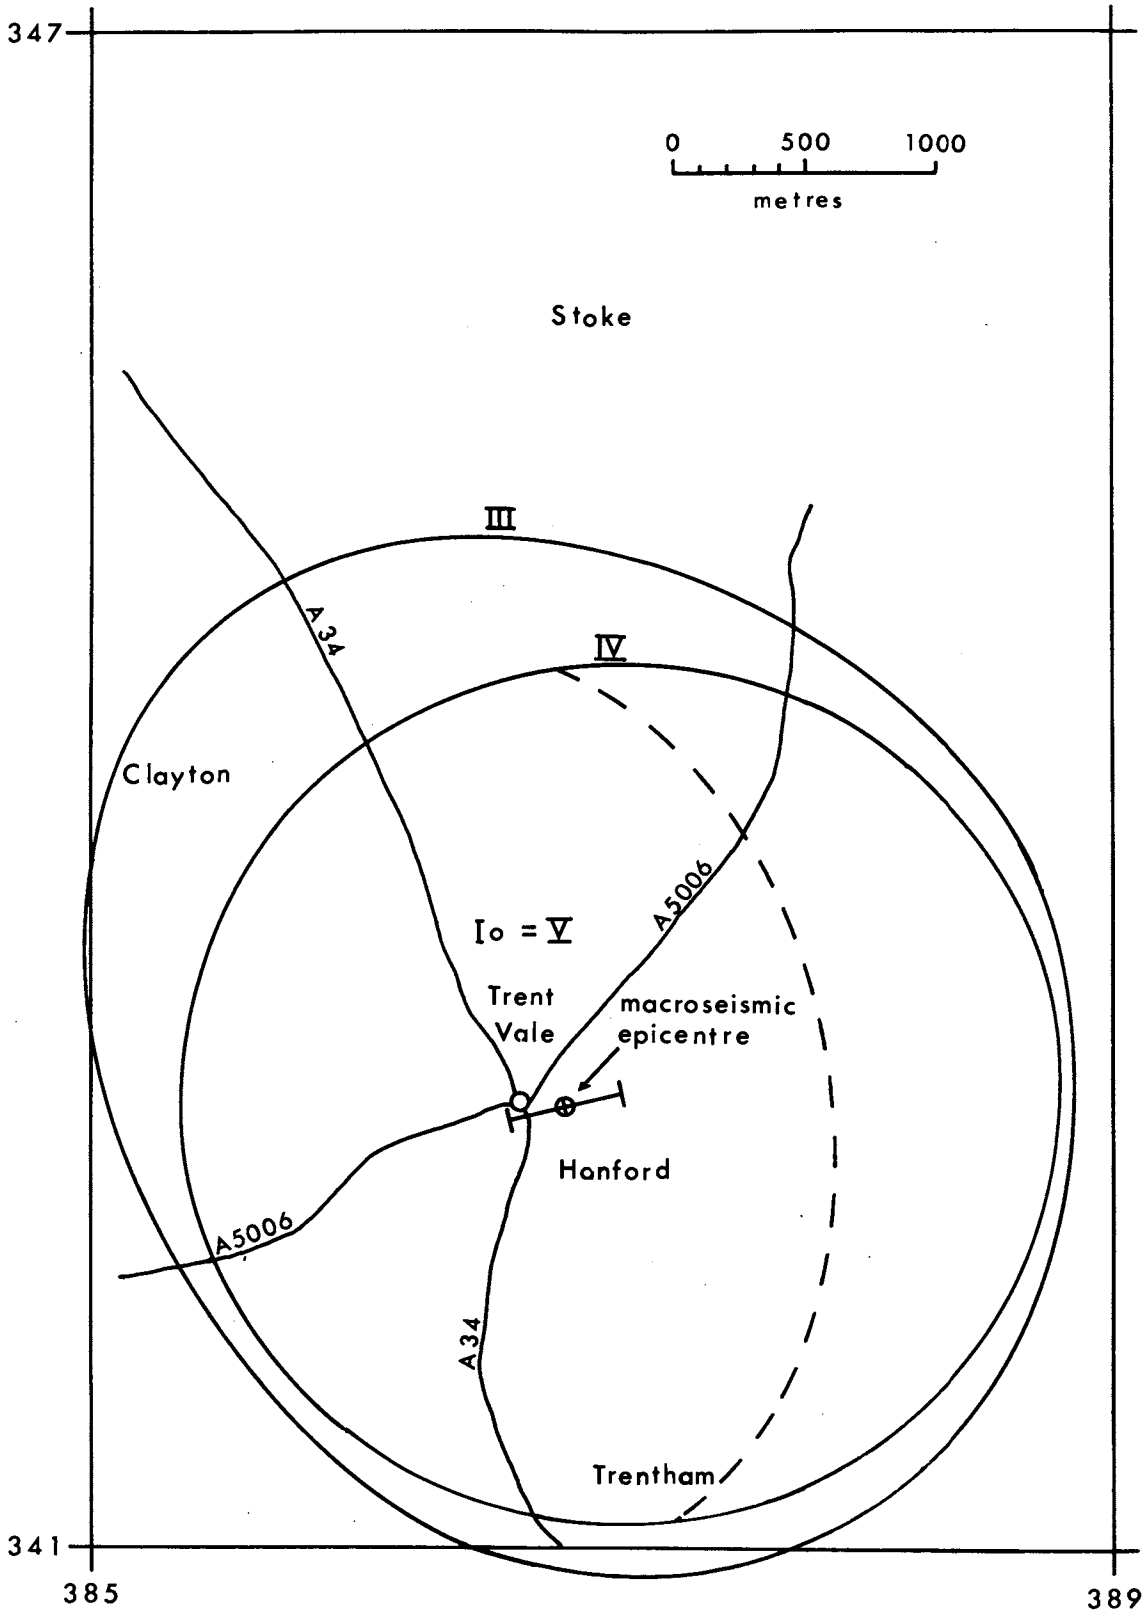 347
0 500 1000
metres
Stoke
III
IV
A34
Clayton
A5006
Io = V
Trent
Vale
macroseismic
epicentre
Hanford
A5006
A34
Trentham
341
385
389